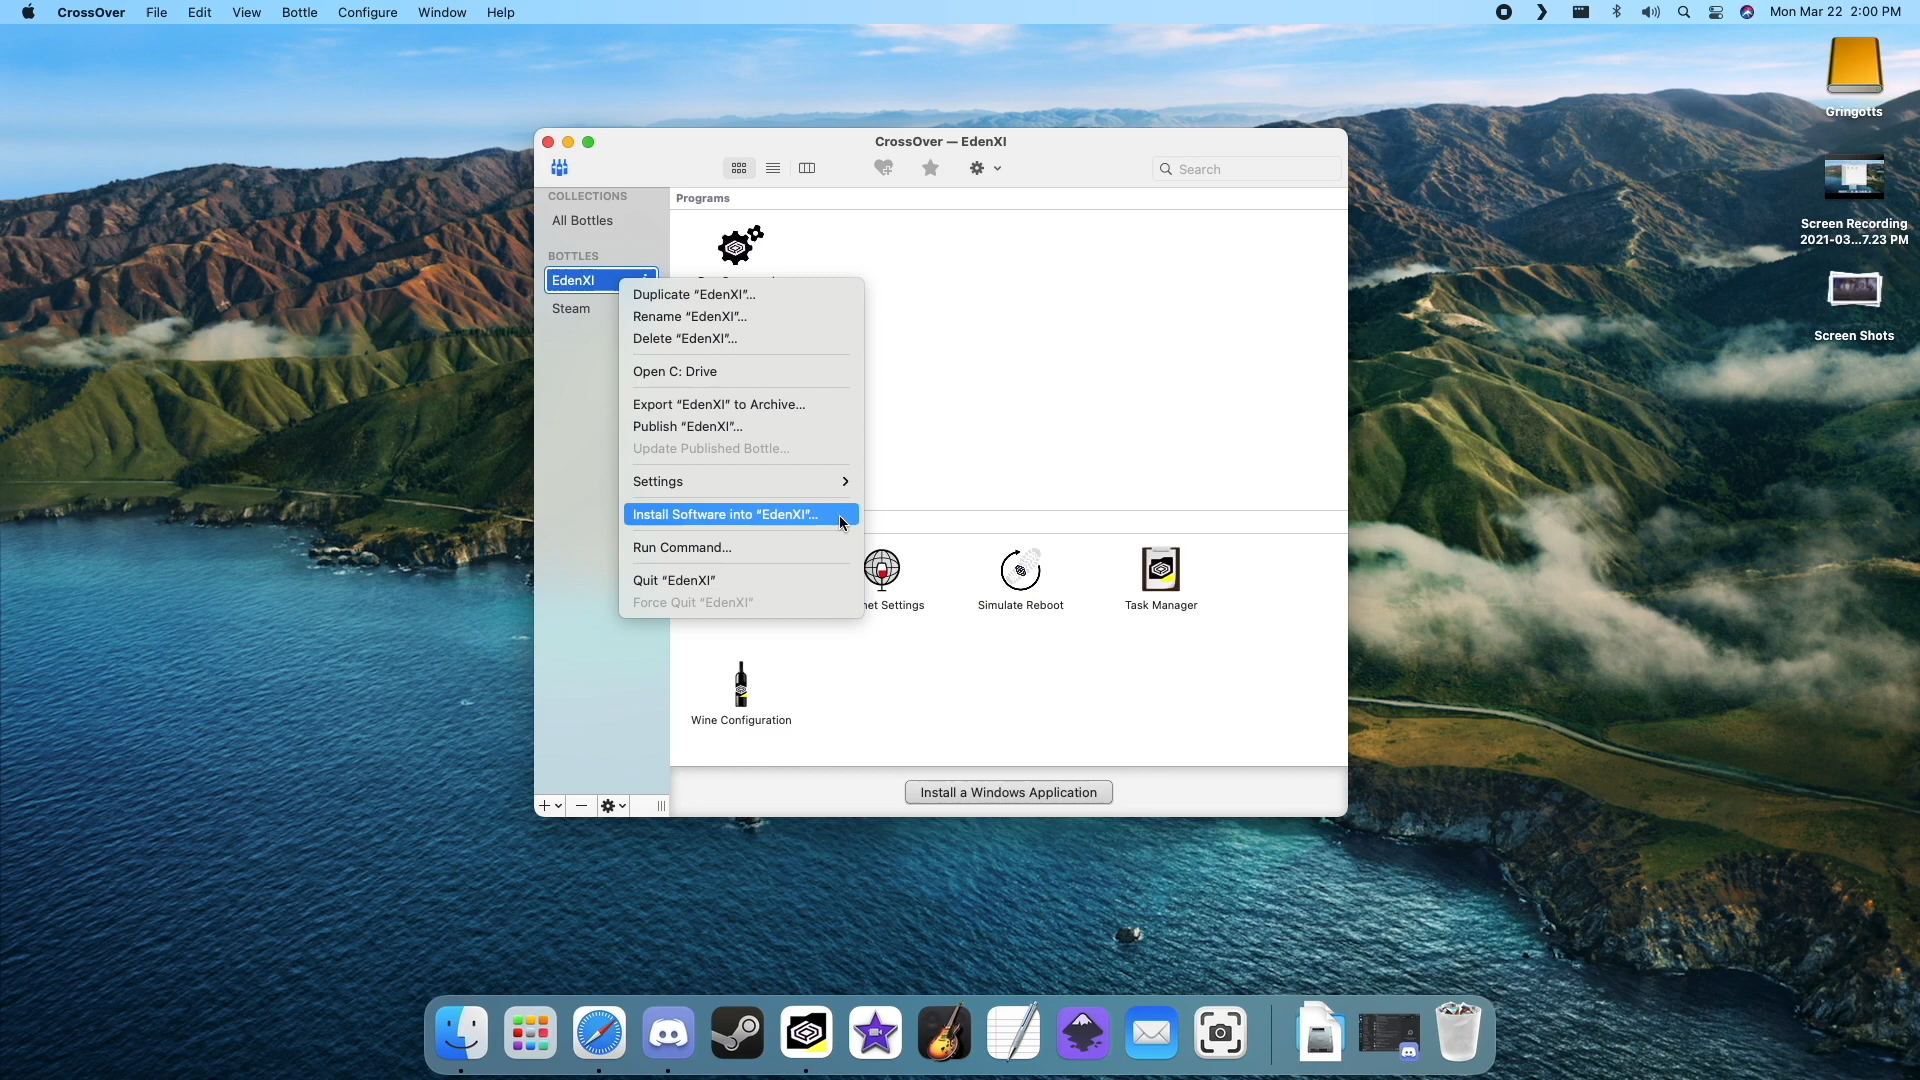 CrossOver File Edit View Bottle Configure Window Help
Mon Mar 22 2:00 PM
Gringotts
CrossOver — EdenXI
Search
COLLECTIONS
Programs
All Bottles
BOTTLES
EdenXI
Steam
Duplicate “EdenXI”...
Rename “EdenXI”...
Delete “EdenXI”...
Open C: Drive
Export “EdenXI” to Archive...
Publish “EdenXI”...
Update Published Bottle...
Settings
Install Software into “EdenXI”...
Run Command...
Quit “EdenXI”
Force Quit “EdenXI”
Settings
Simulate Reboot
Task Manager
Wine Configuration
Install a Windows Application
Screen Recording
2021-03...7.23 PM
Screen Shots